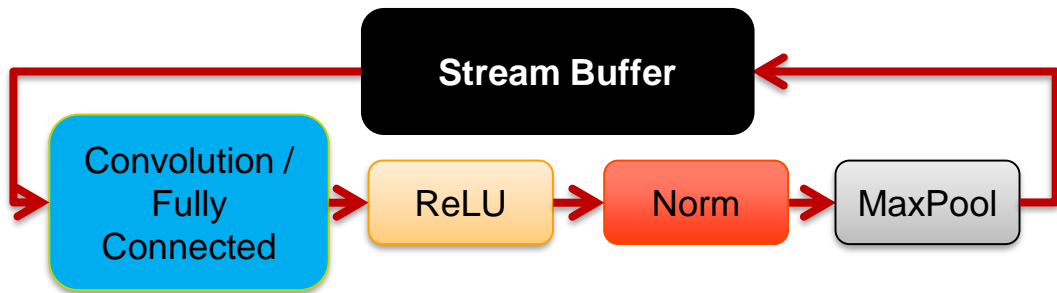 Stream Buffer
Convolution /
Fully
Connected
ReLU
Norm
MaxPool